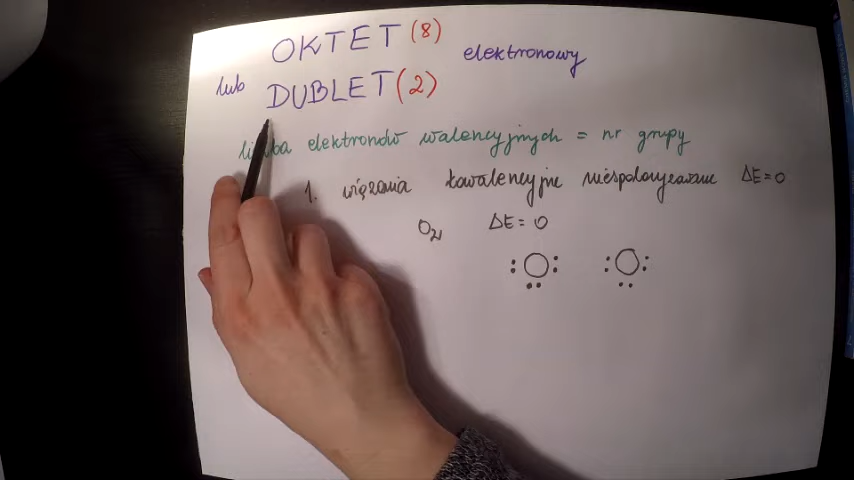 OKTET (8) elektronowy
lub DUBLET (2)
liczba elektronów walencyjnych = nr grupy
1. wiązania kowalencyjne niespolaryzowane ΔE=0
O₂ ΔE = 0
O O